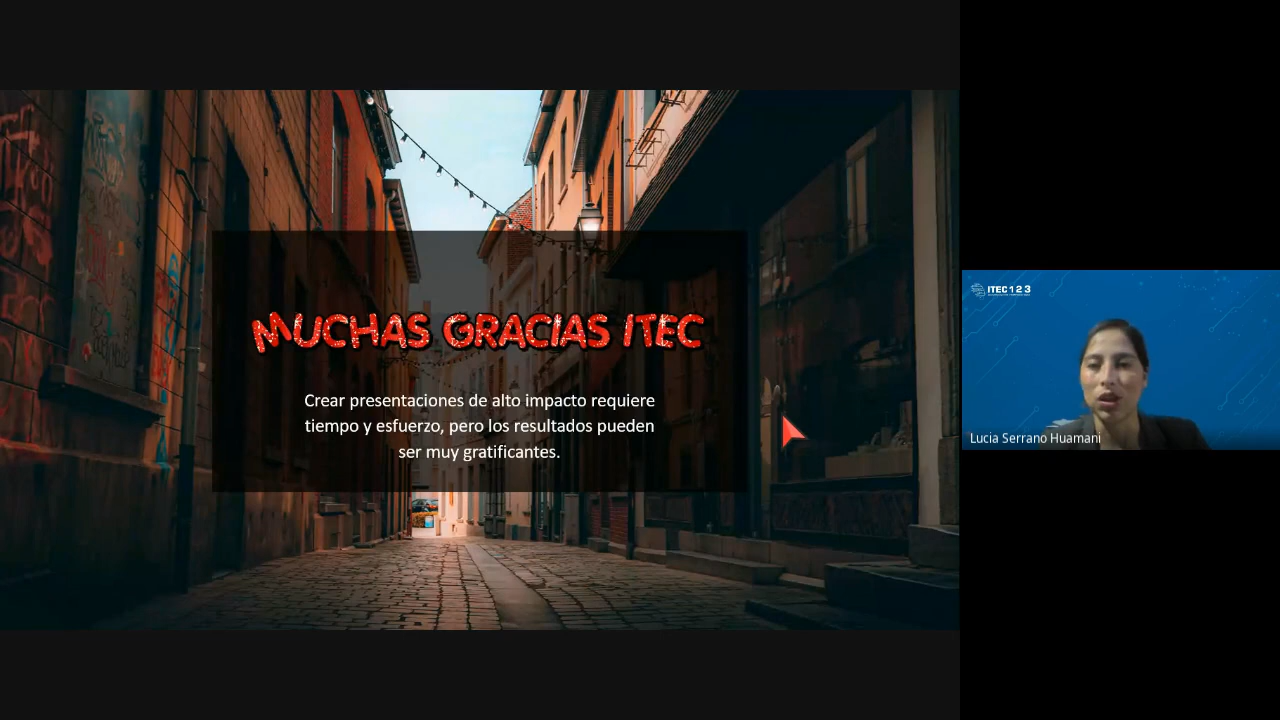 MUCHAS GRACIAS ITEC
Crear presentaciones de alto impacto requiere
tiempo y esfuerzo, pero los resultados pueden
ser muy gratificantes.
ITEC 1 2 3
Lucia Serrano Huamani